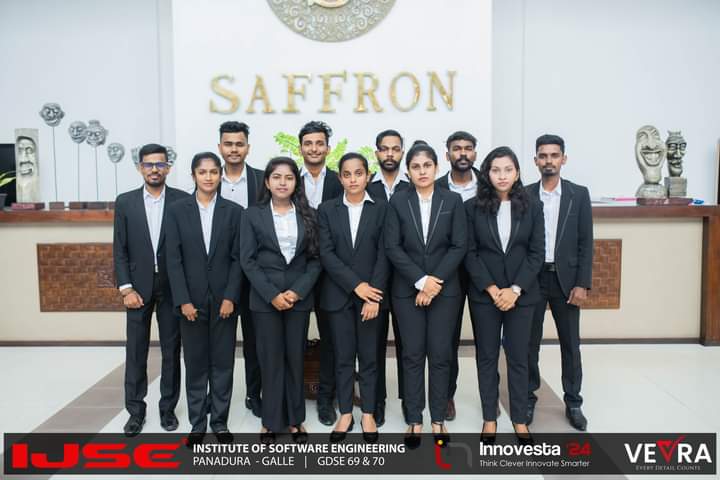 SAFFRON
IJSE
INSTITUTE OF SOFTWARE ENGINEERING
PANADURA - GALLE | GDSE 69 & 70
Innovesta '24
Think Clever Innovate Smarter
VEVRA
EVERY DETAIL COUNTS